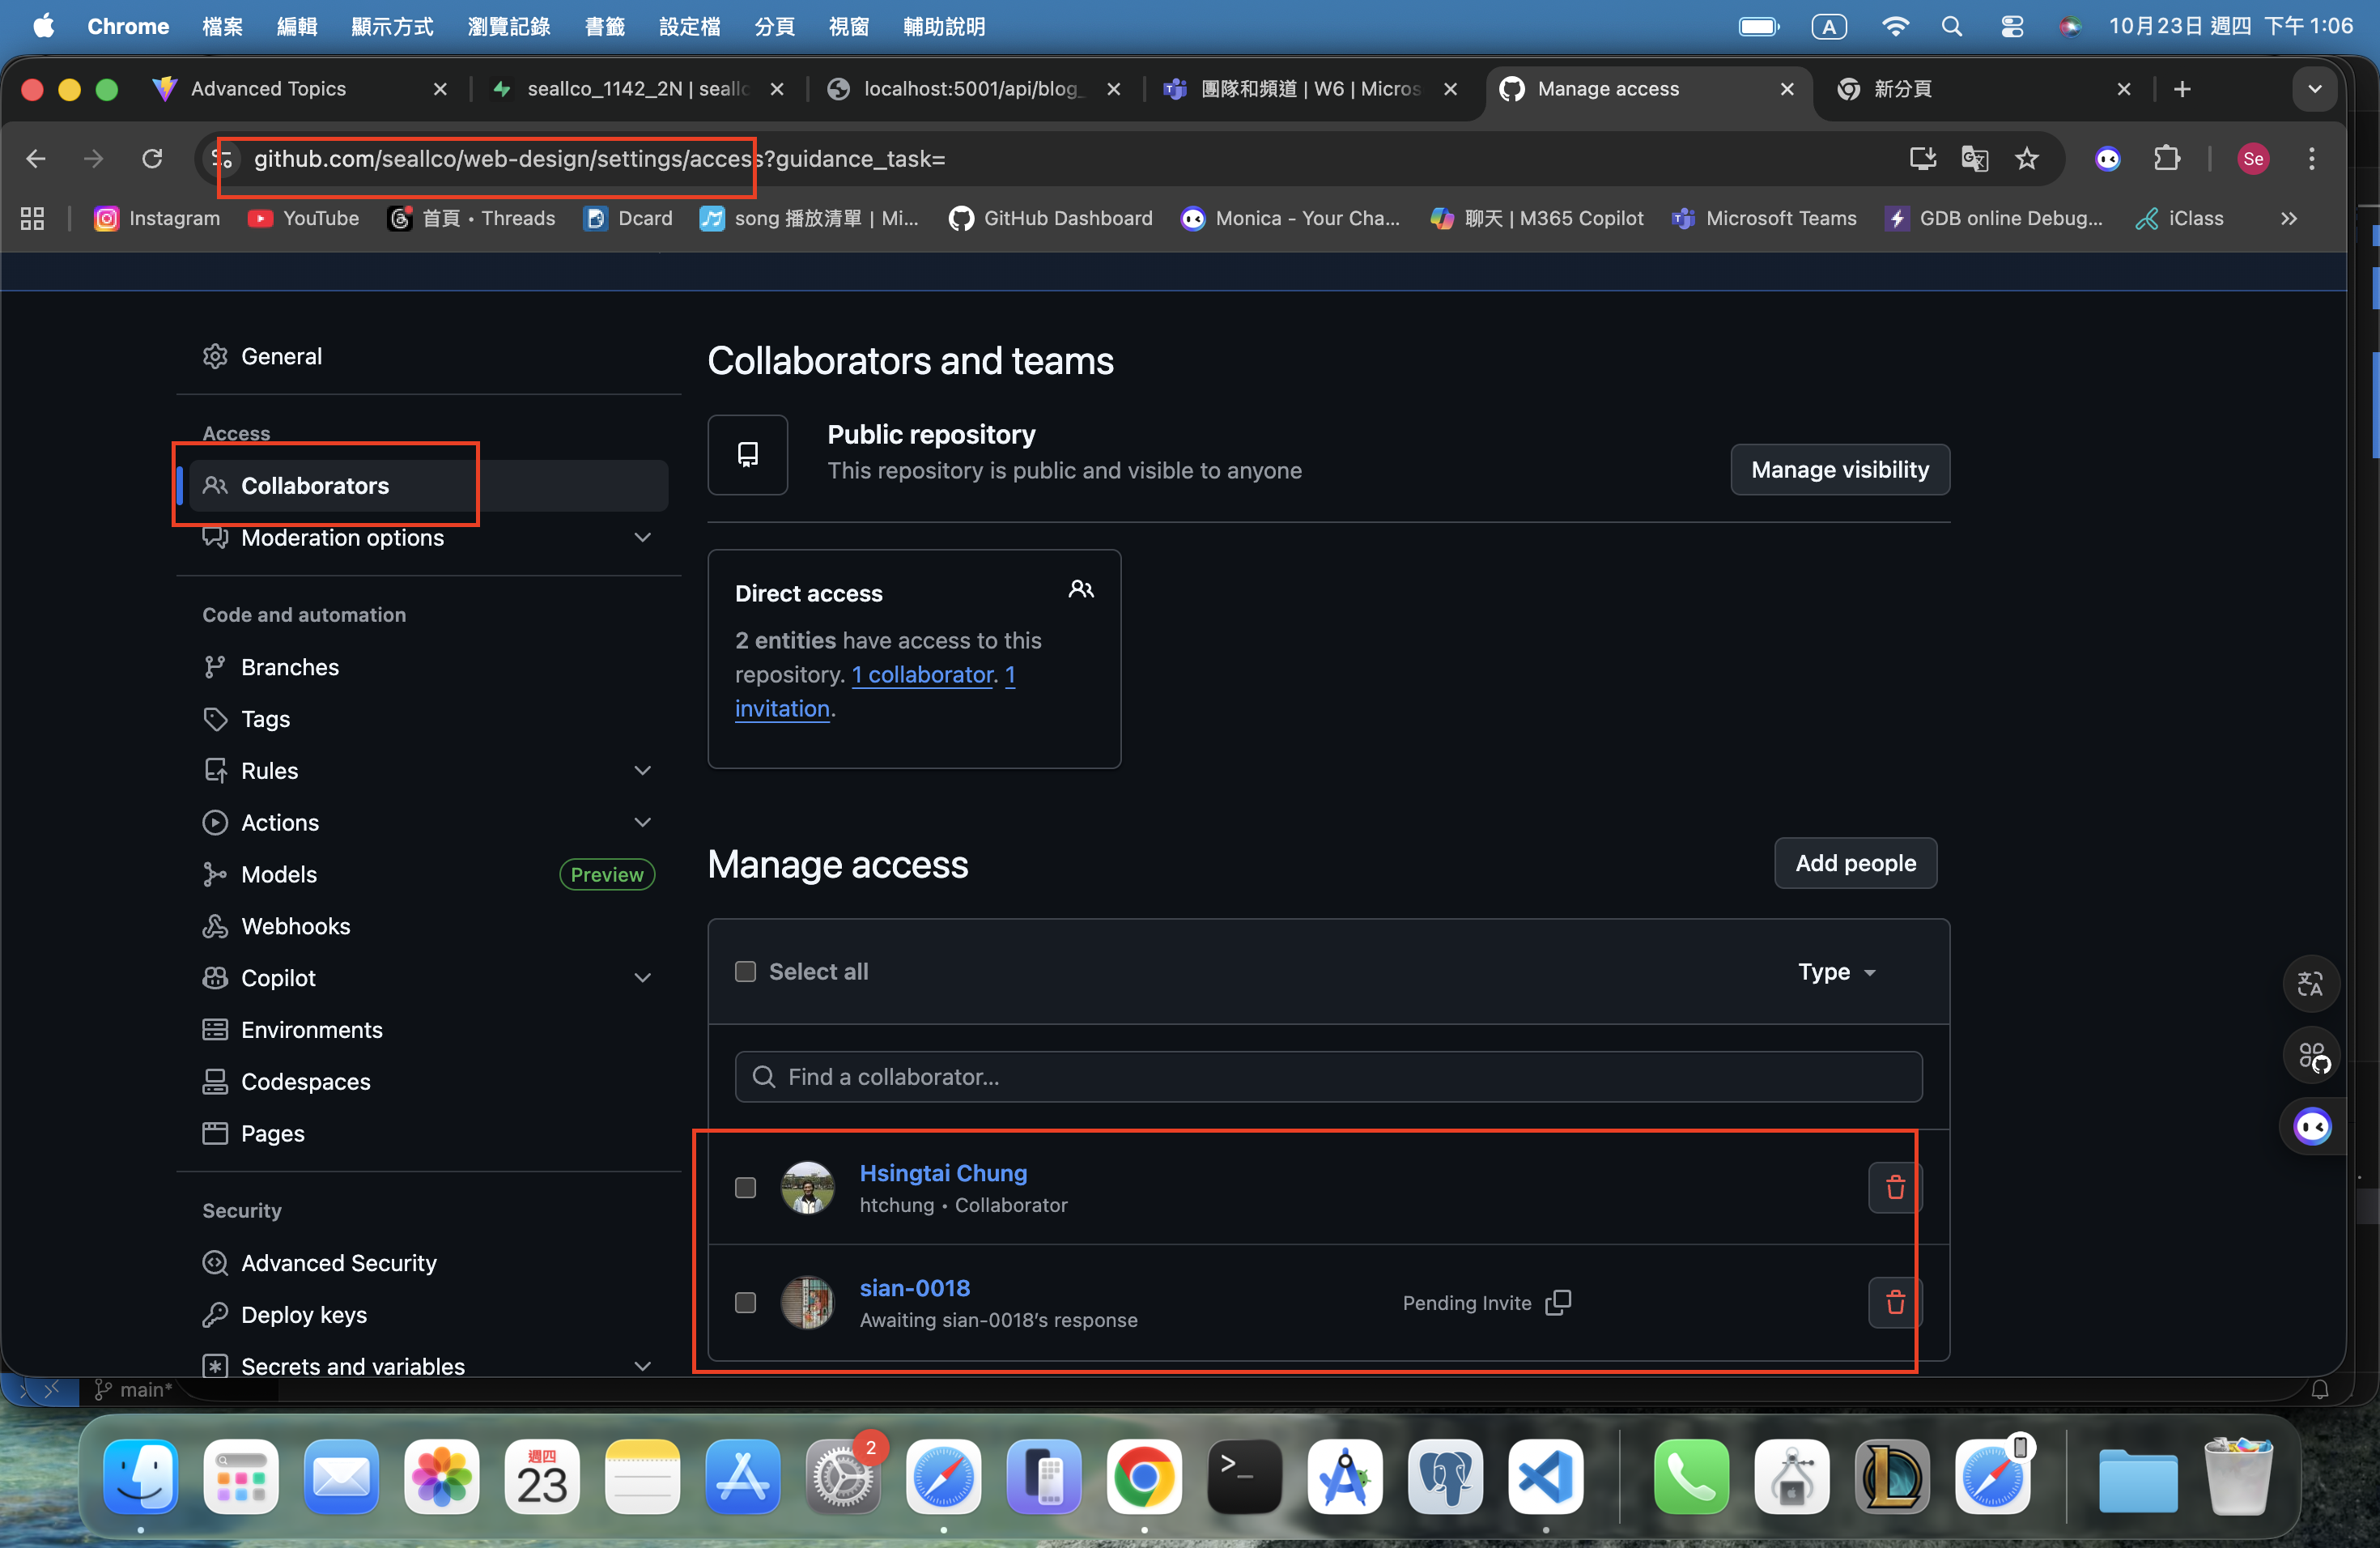 Chrome 檔案 編輯 顯示方式 瀏覽記錄 書籤 設定檔 分頁 視窗 輔助說明 A 10月23日 週四 下午 1:06
Advanced Topics seallco_1142_2N | seallc localhost:5001/api/blog_ 團隊和頻道 | W6 | Micros Manage access 新分頁
github.com/seallco/web-design/settings/access?guidance_task= Se
Instagram YouTube 首頁 • Threads Dcard song 播放清單 | Mi... GitHub Dashboard Monica - Your Cha... 聊天 | M365 Copilot Microsoft Teams GDB online Debug... iClass
General
Access
Collaborators
Moderation options
Code and automation
Branches
Tags
Rules
Actions
Models Preview
Webhooks
Copilot
Environments
Codespaces
Pages
Security
Advanced Security
Deploy keys
Secrets and variables
Collaborators and teams
Public repository
This repository is public and visible to anyone
Manage visibility
Direct access
2 entities have access to this
repository. 1 collaborator. 1
invitation.
Manage access
Add people
Select all Type
Find a collaborator...
Hsingtai Chung
htchung • Collaborator
sian-0018
Awaiting sian-0018’s response
Pending Invite
main*
週四
23
2